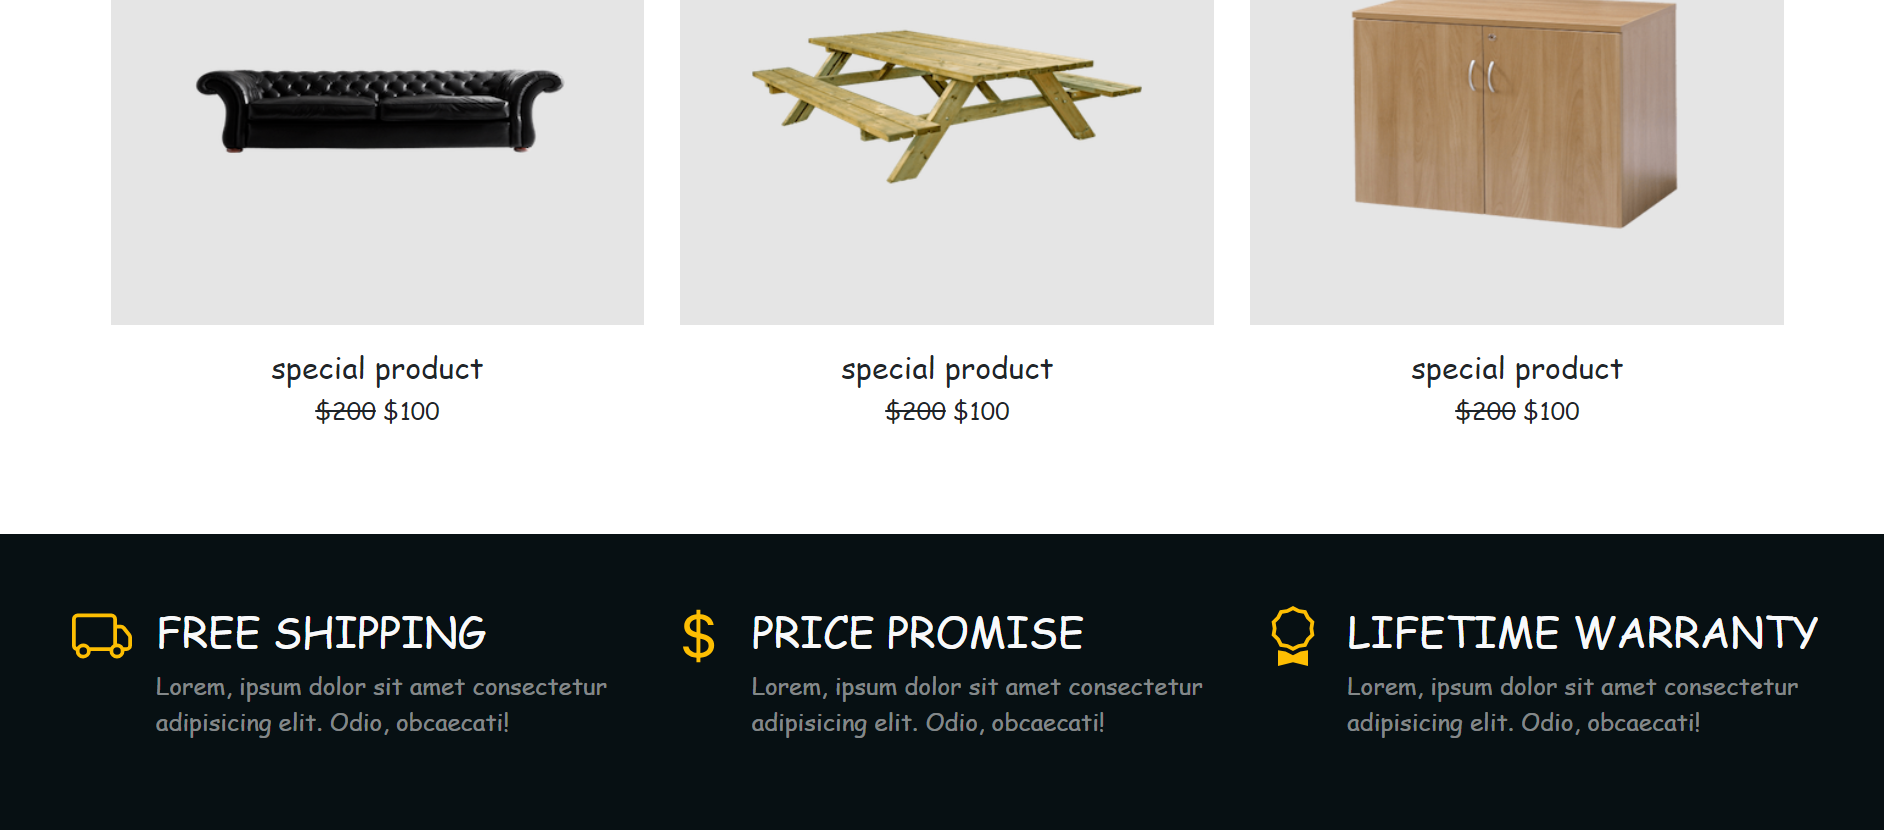 special product special product special product
$200 $100 $200 $100 $200 $100
FREE SHIPPING
Lorem, ipsum dolor sit amet consectetur
adipisicing elit. Odio, obcaecati!
$ PRICE PROMISE
Lorem, ipsum dolor sit amet consectetur
adipisicing elit. Odio, obcaecati!
LIFETIME WARRANTY
Lorem, ipsum dolor sit amet consectetur
adipisicing elit. Odio, obcaecati!